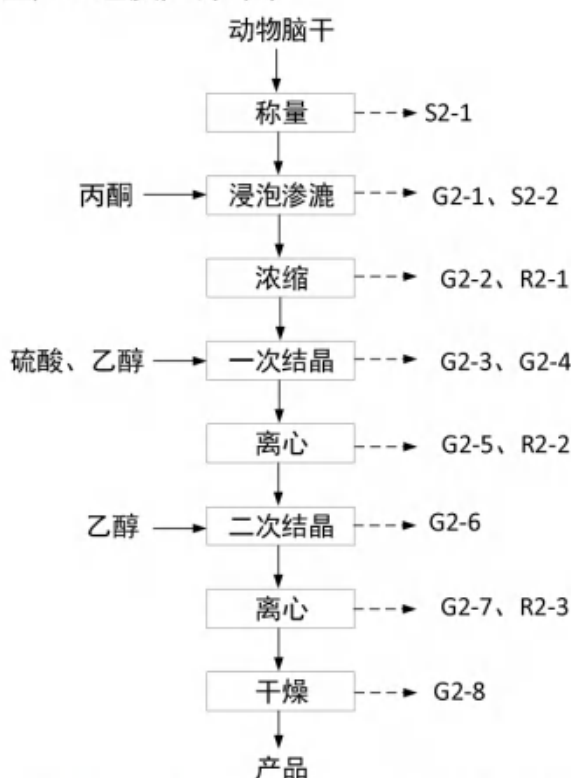 动物脑干
称量 S2-1
丙酮 浸泡渗漉 G2-1、S2-2
浓缩 G2-2、R2-1
硫酸、乙醇 一次结晶 G2-3、G2-4
离心 G2-5、R2-2
乙醇 二次结晶 G2-6
离心 G2-7、R2-3
干燥 G2-8
产品